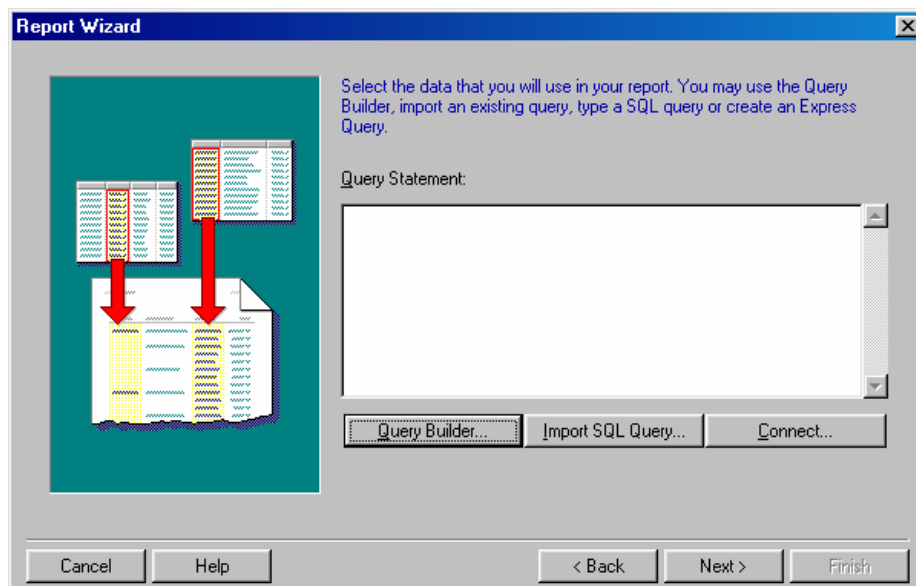 Report Wizard
Select the data that you will use in your report. You may use the Query
Builder, import an existing query, type a SQL query or create an Express
Query.
Query Statement:
Query Builder...
Import SQL Query...
Connect...
Cancel
Help
< Back
Next >
Finish